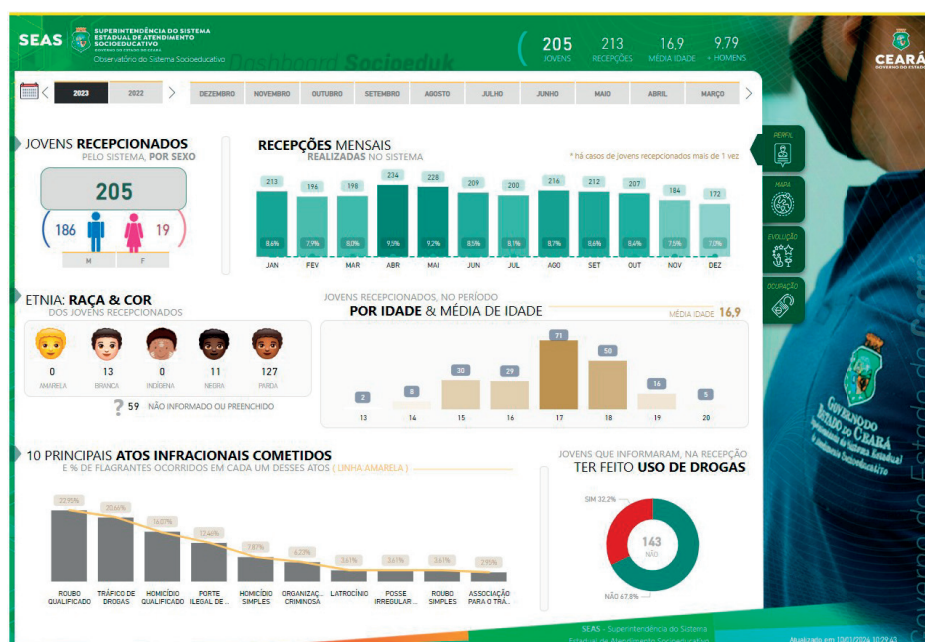 SEAS
SUPERINTENDÊNCIA DO SISTEMA
ESTADUAL DE ATENDIMENTO
SOCIOEDUCATIVO
GOVERNO DO ESTADO DO CEARÁ
Observatório do Sistema Socioeducativo
Dashboard Socioeduk
205 213 16,9 9,79
JOVENS RECEPÇÕES MÉDIA IDADE + HOMENS
CEARÁ
GOVERNO DO ESTADO
2023 2022
DEZEMBRO NOVEMBRO OUTUBRO SETEMBRO AGOSTO JULHO JUNHO MAIO ABRIL MARÇO
JOVENS RECEPCIONADOS
PELO SISTEMA, POR SEXO
205
186 19
M F
RECEPÇÕES MENSAIS
REALIZADAS NO SISTEMA
* há casos de jovens recepcionados mais de 1 vez
213 196 198 234 228 209 200 216 212 207 184 172
8,6% 7,9% 8,0% 9,5% 9,2% 8,5% 8,1% 8,7% 8,6% 8,4% 7,5% 7,0%
JAN FEV MAR ABR MAI JUN JUL AGO SET OUT NOV DEZ
PERFIL
MAPA
EVOLUÇÃO
OCUPAÇÃO
ETNIA: RAÇA & COR
DOS JOVENS RECEPCIONADOS
0 13 0 11 127
AMARELA BRANCA INDÍGENA NEGRA PARDA
? 59 NÃO INFORMADO OU PREENCHIDO
JOVENS RECEPCIONADOS, NO PERÍODO
POR IDADE & MÉDIA DE IDADE
MÉDIA IDADE 16,9
2 8 30 29 71 50 16 5
13 14 15 16 17 18 19 20
10 PRINCIPAIS ATOS INFRACIONAIS COMETIDOS
E % DE FLAGRANTES OCORRIDOS EM CADA UM DESSES ATOS ( LINHA AMARELA )
22,95% 20,66% 16,07% 12,46% 7,87% 6,23% 3,61% 3,61% 3,61% 2,95%
ROUBO QUALIFICADO
TRÁFICO DE DROGAS
HOMICÍDIO QUALIFICADO
PORTE ILEGAL DE ...
HOMICÍDIO SIMPLES
ORGANIZAÇ... CRIMINOSA
LATROCÍNIO
POSSE IRREGULAR ...
ROUBO SIMPLES
ASSOCIAÇÃO PARA O TRÁ...
JOVENS QUE INFORMARAM, NA RECEPÇÃO
TER FEITO USO DE DROGAS
SIM 32,2%
143
NÃO
NÃO 67,8%
GOVERNO DO
ESTADO DO CEARÁ
Superintendência do Sistema Estadual
de Atendimento Socioeducativo
Governo do Estado do Ceará
SEAS - Superintendência do Sistema
Estadual de Atendimento Socioeducativo
Atualizado em: 13/01/2024 10:29:43